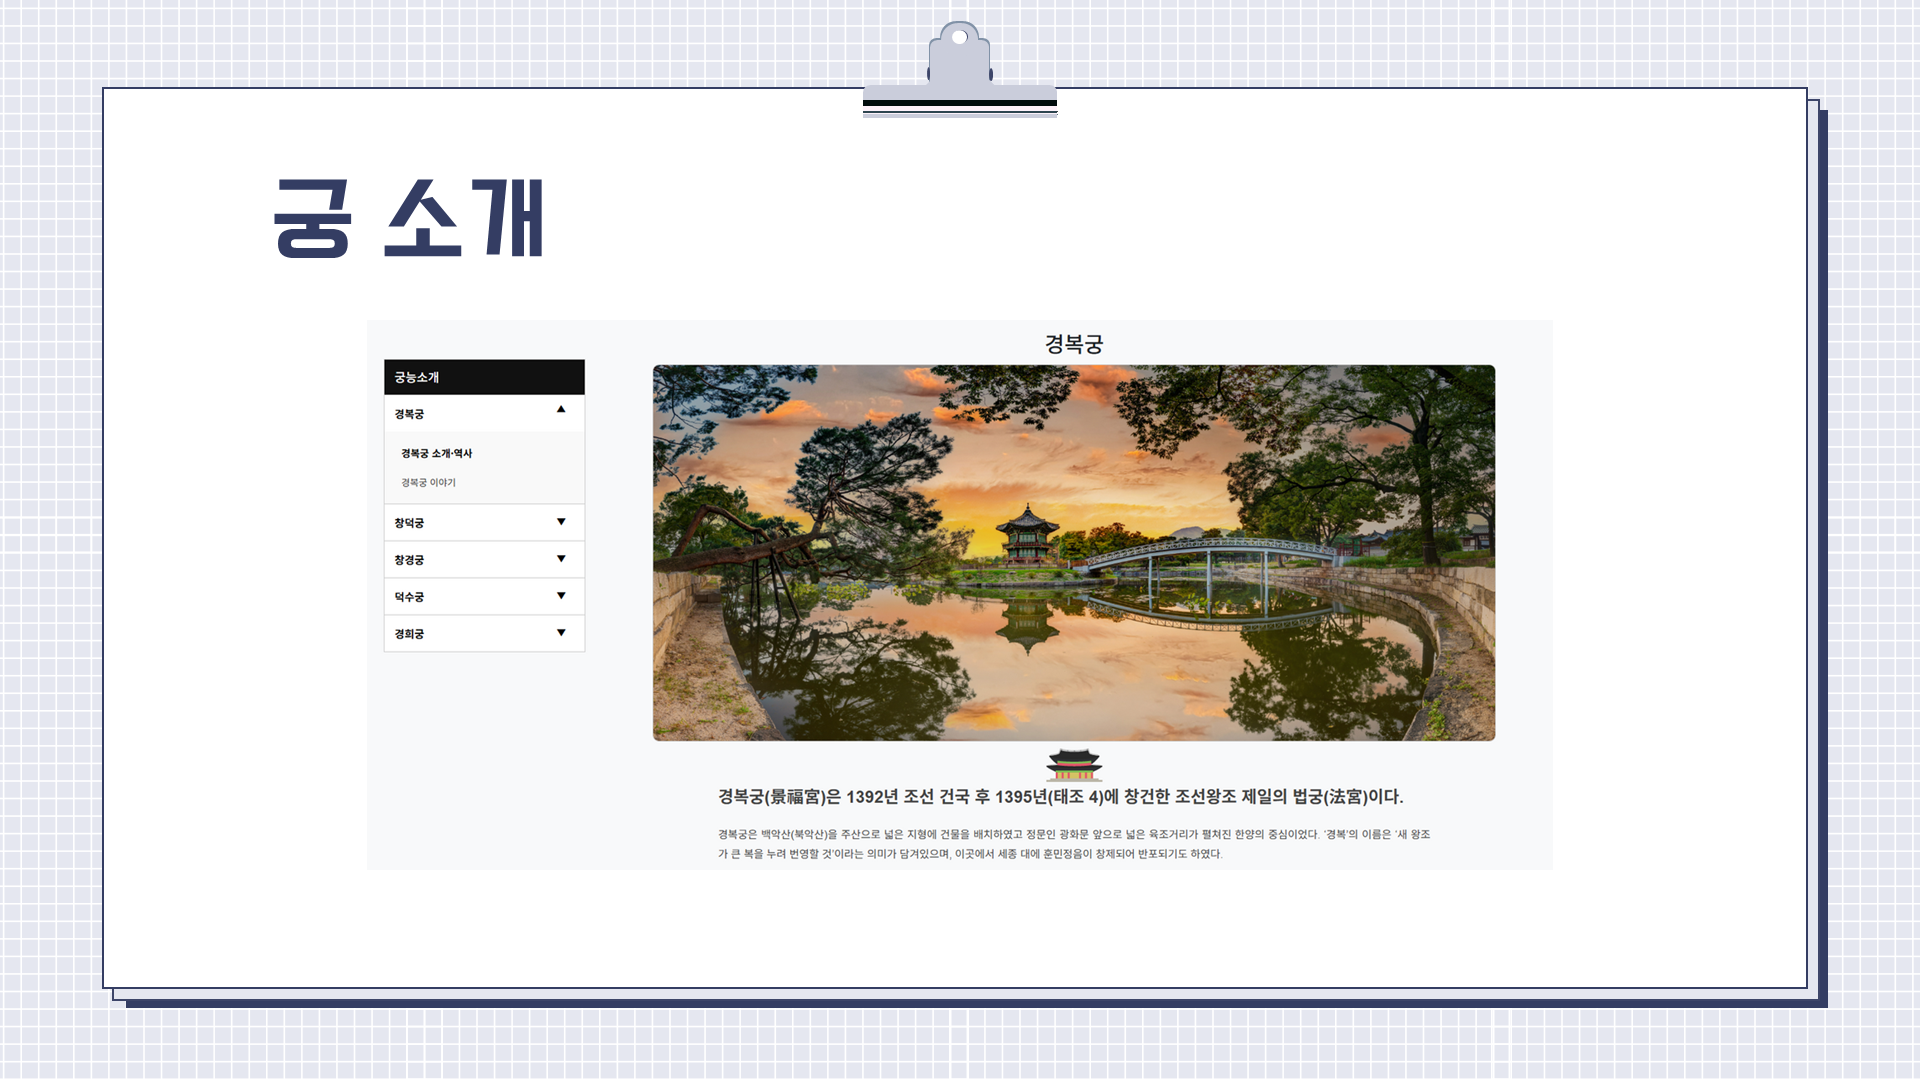 궁 소개
궁능소개
경복궁
경복궁 소개·역사
경복궁 이야기
창덕궁
창경궁
덕수궁
경희궁
경복궁
경복궁(景福宮)은 1392년 조선 건국 후 1395년(태조 4)에 창건한 조선왕조 제일의 법궁(法宮)이다.
경복궁은 백악산(북악산)을 주산으로 넓은 지형에 건물을 배치하였고 정문인 광화문 앞으로 넓은 육조거리가 펼쳐진 한양의 중심이었다. '경복'의 이름은 '새 왕조
가 큰 복을 누려 번영할 것'이라는 의미가 담겨있으며, 이곳에서 세종 대에 훈민정음이 창제되어 반포되기도 하였다.